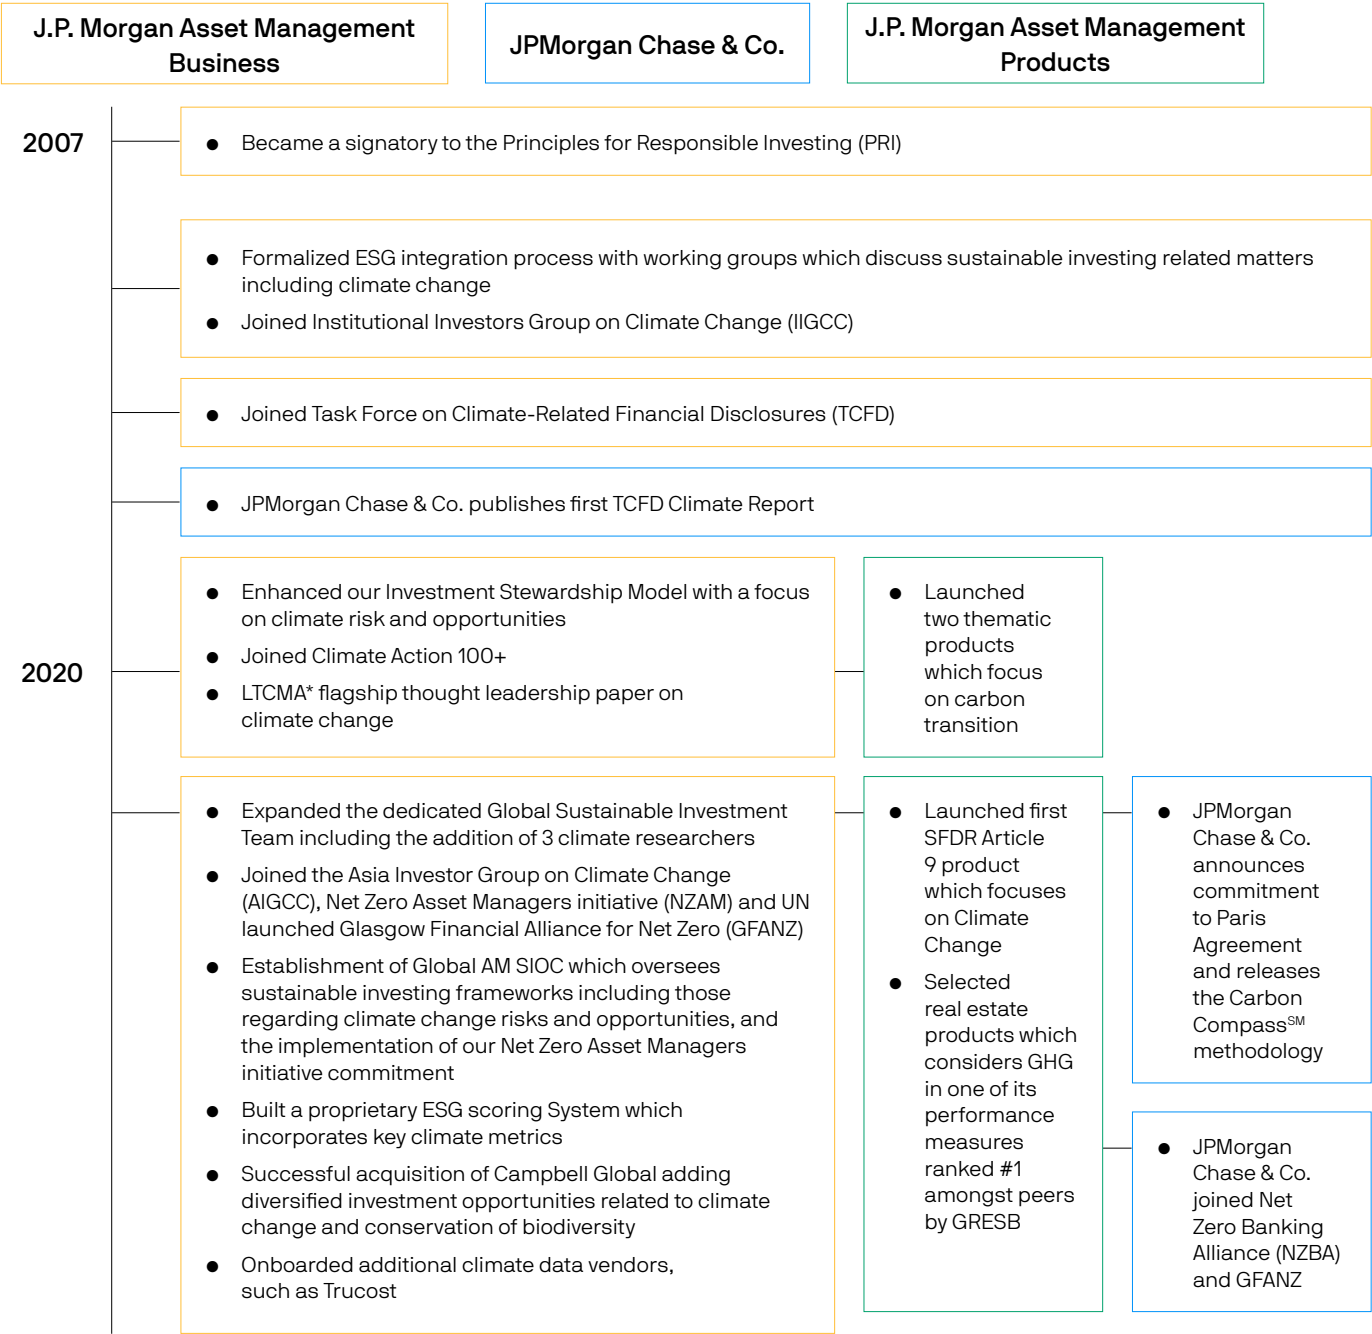 J.P. Morgan Asset Management
Business
JPMorgan Chase & Co.
J.P. Morgan Asset Management
Products
2007
● Became a signatory to the Principles for Responsible Investing (PRI)
● Formalized ESG integration process with working groups which discuss sustainable investing related matters
including climate change
● Joined Institutional Investors Group on Climate Change (IIGCC)
● Joined Task Force on Climate-Related Financial Disclosures (TCFD)
● JPMorgan Chase & Co. publishes first TCFD Climate Report
2020
● Enhanced our Investment Stewardship Model with a focus
on climate risk and opportunities
● Joined Climate Action 100+
● LTCMA* flagship thought leadership paper on
climate change
● Launched
two thematic
products
which focus
on carbon
transition
● Expanded the dedicated Global Sustainable Investment
Team including the addition of 3 climate researchers
● Joined the Asia Investor Group on Climate Change
(AIGCC), Net Zero Asset Managers initiative (NZAM) and UN
launched Glasgow Financial Alliance for Net Zero (GFANZ)
● Establishment of Global AM SIOC which oversees
sustainable investing frameworks including those
regarding climate change risks and opportunities, and
the implementation of our Net Zero Asset Managers
initiative commitment
● Built a proprietary ESG scoring System which
incorporates key climate metrics
● Successful acquisition of Campbell Global adding
diversified investment opportunities related to climate
change and conservation of biodiversity
● Onboarded additional climate data vendors,
such as Trucost
● Launched first
SFDR Article
9 product
which focuses
on Climate
Change
● Selected
real estate
products which
considers GHG
in one of its
performance
measures
ranked #1
amongst peers
by GRESB
● JPMorgan
Chase & Co.
announces
commitment
to Paris
Agreement
and releases
the Carbon
Compass℠
methodology
● JPMorgan
Chase & Co.
joined Net
Zero Banking
Alliance (NZBA)
and GFANZ